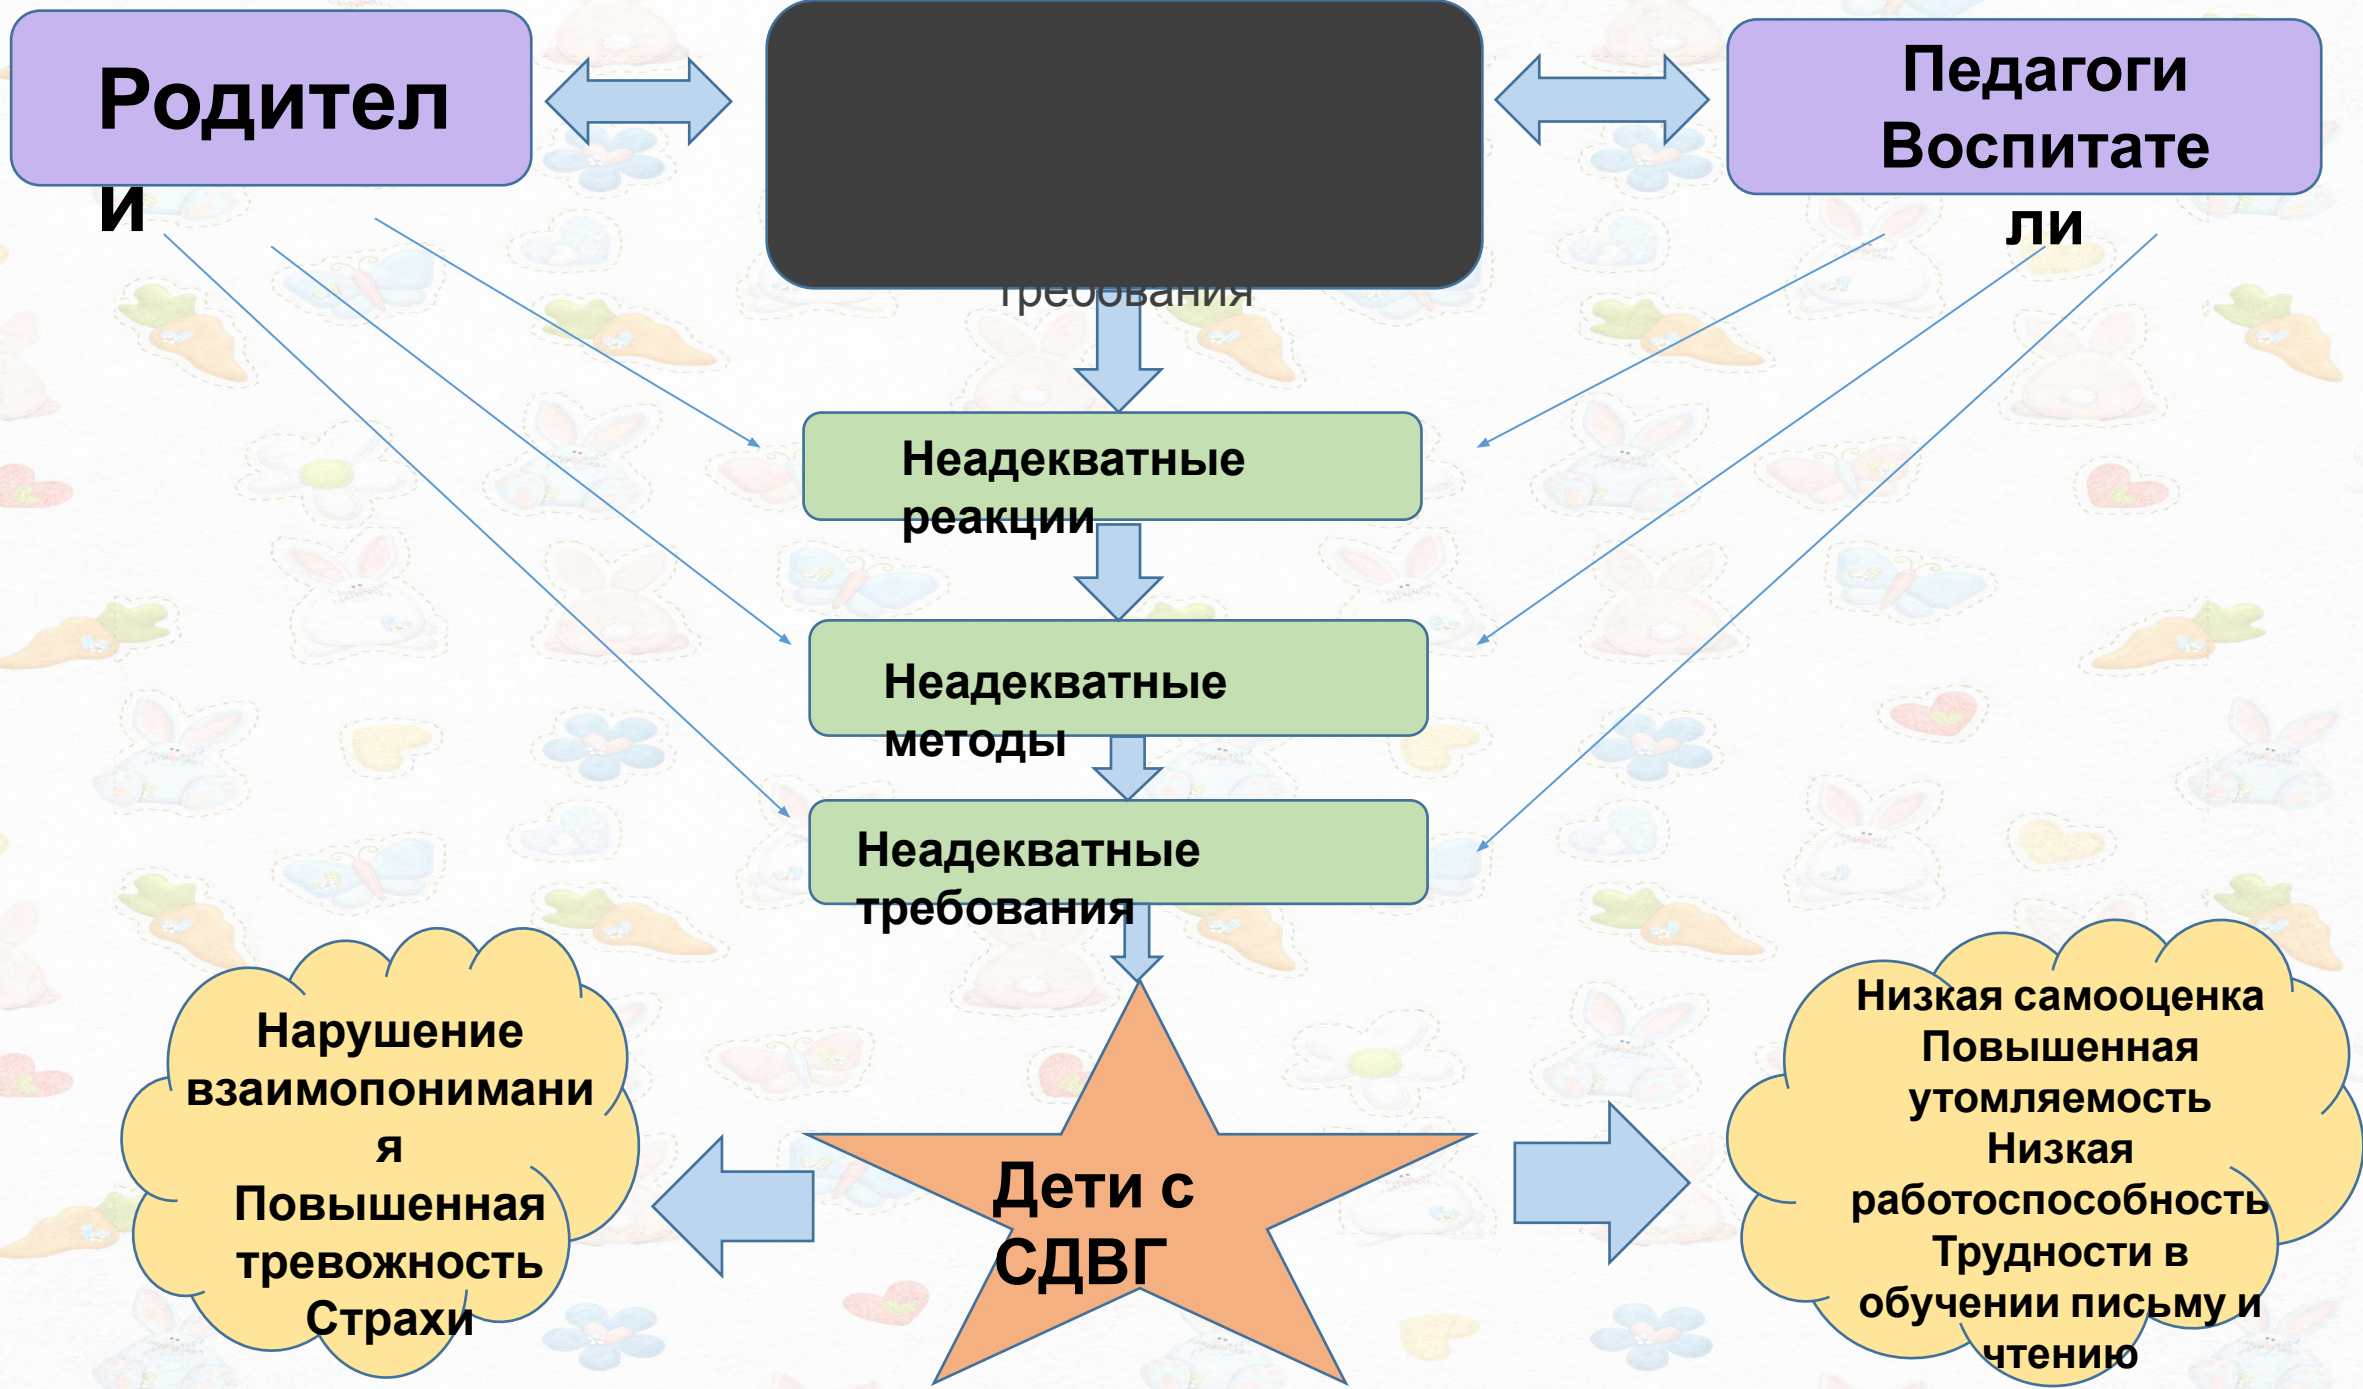 Родител
и
Педагоги
Воспитате
ли
требования
Неадекватные
реакции
Неадекватные
методы
Неадекватные
требования
Нарушение
взаимопонимани
я
Повышенная
тревожность
Страхи
Дети с
СДВГ
Низкая самооценка
Повышенная
утомляемость
Низкая
работоспособность
Трудности в
обучении письму и
чтению